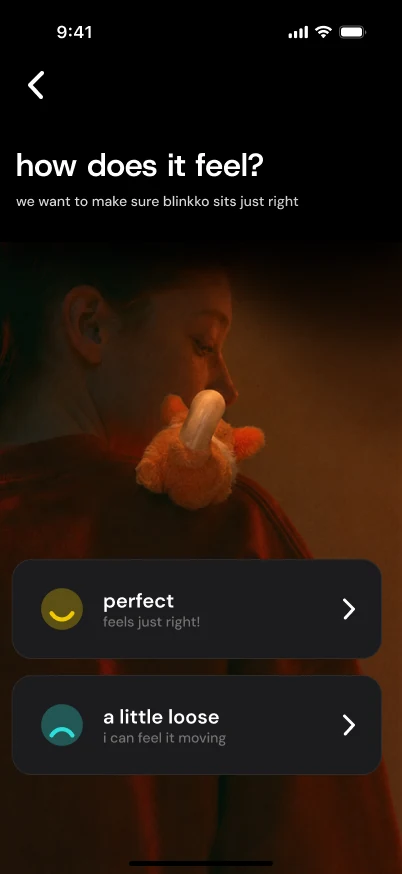 9:41
how does it feel?
we want to make sure blinkko sits just right
perfect
feels just right!
a little loose
i can feel it moving